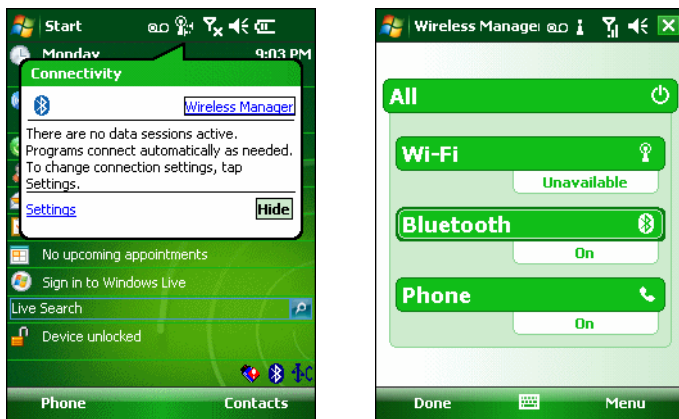 Start
Monday 9:03 PM
Connectivity
Wireless Manager
There are no data sessions active.
Programs connect automatically as needed.
To change connection settings, tap
Settings.
Settings Hide
No upcoming appointments
Sign in to Windows Live
Live Search
Device unlocked
Phone Contacts
Wireless Manage
All
Wi-Fi
Unavailable
Bluetooth
On
Phone
On
Done Menu